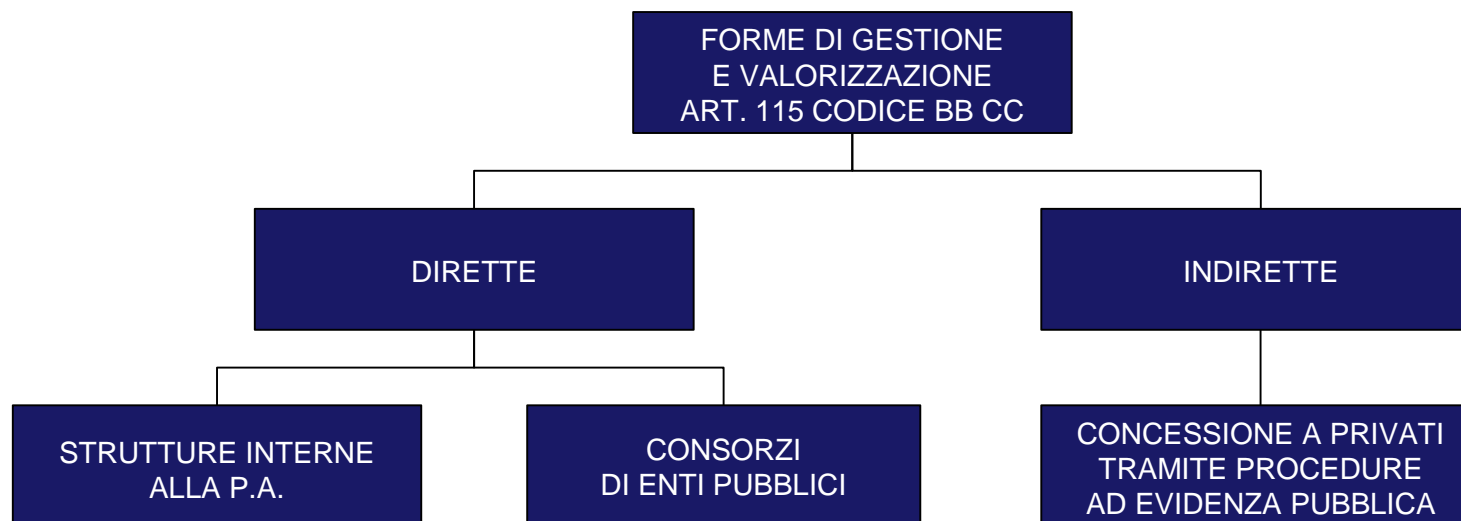 FORME DI GESTIONE
E VALORIZZAZIONE
ART. 115 CODICE BB CC
DIRETTE
INDIRETTE
STRUTTURE INTERNE
ALLA P.A.
CONSORZI
DI ENTI PUBBLICI
CONCESSIONE A PRIVATI
TRAMITE PROCEDURE
AD EVIDENZA PUBBLICA